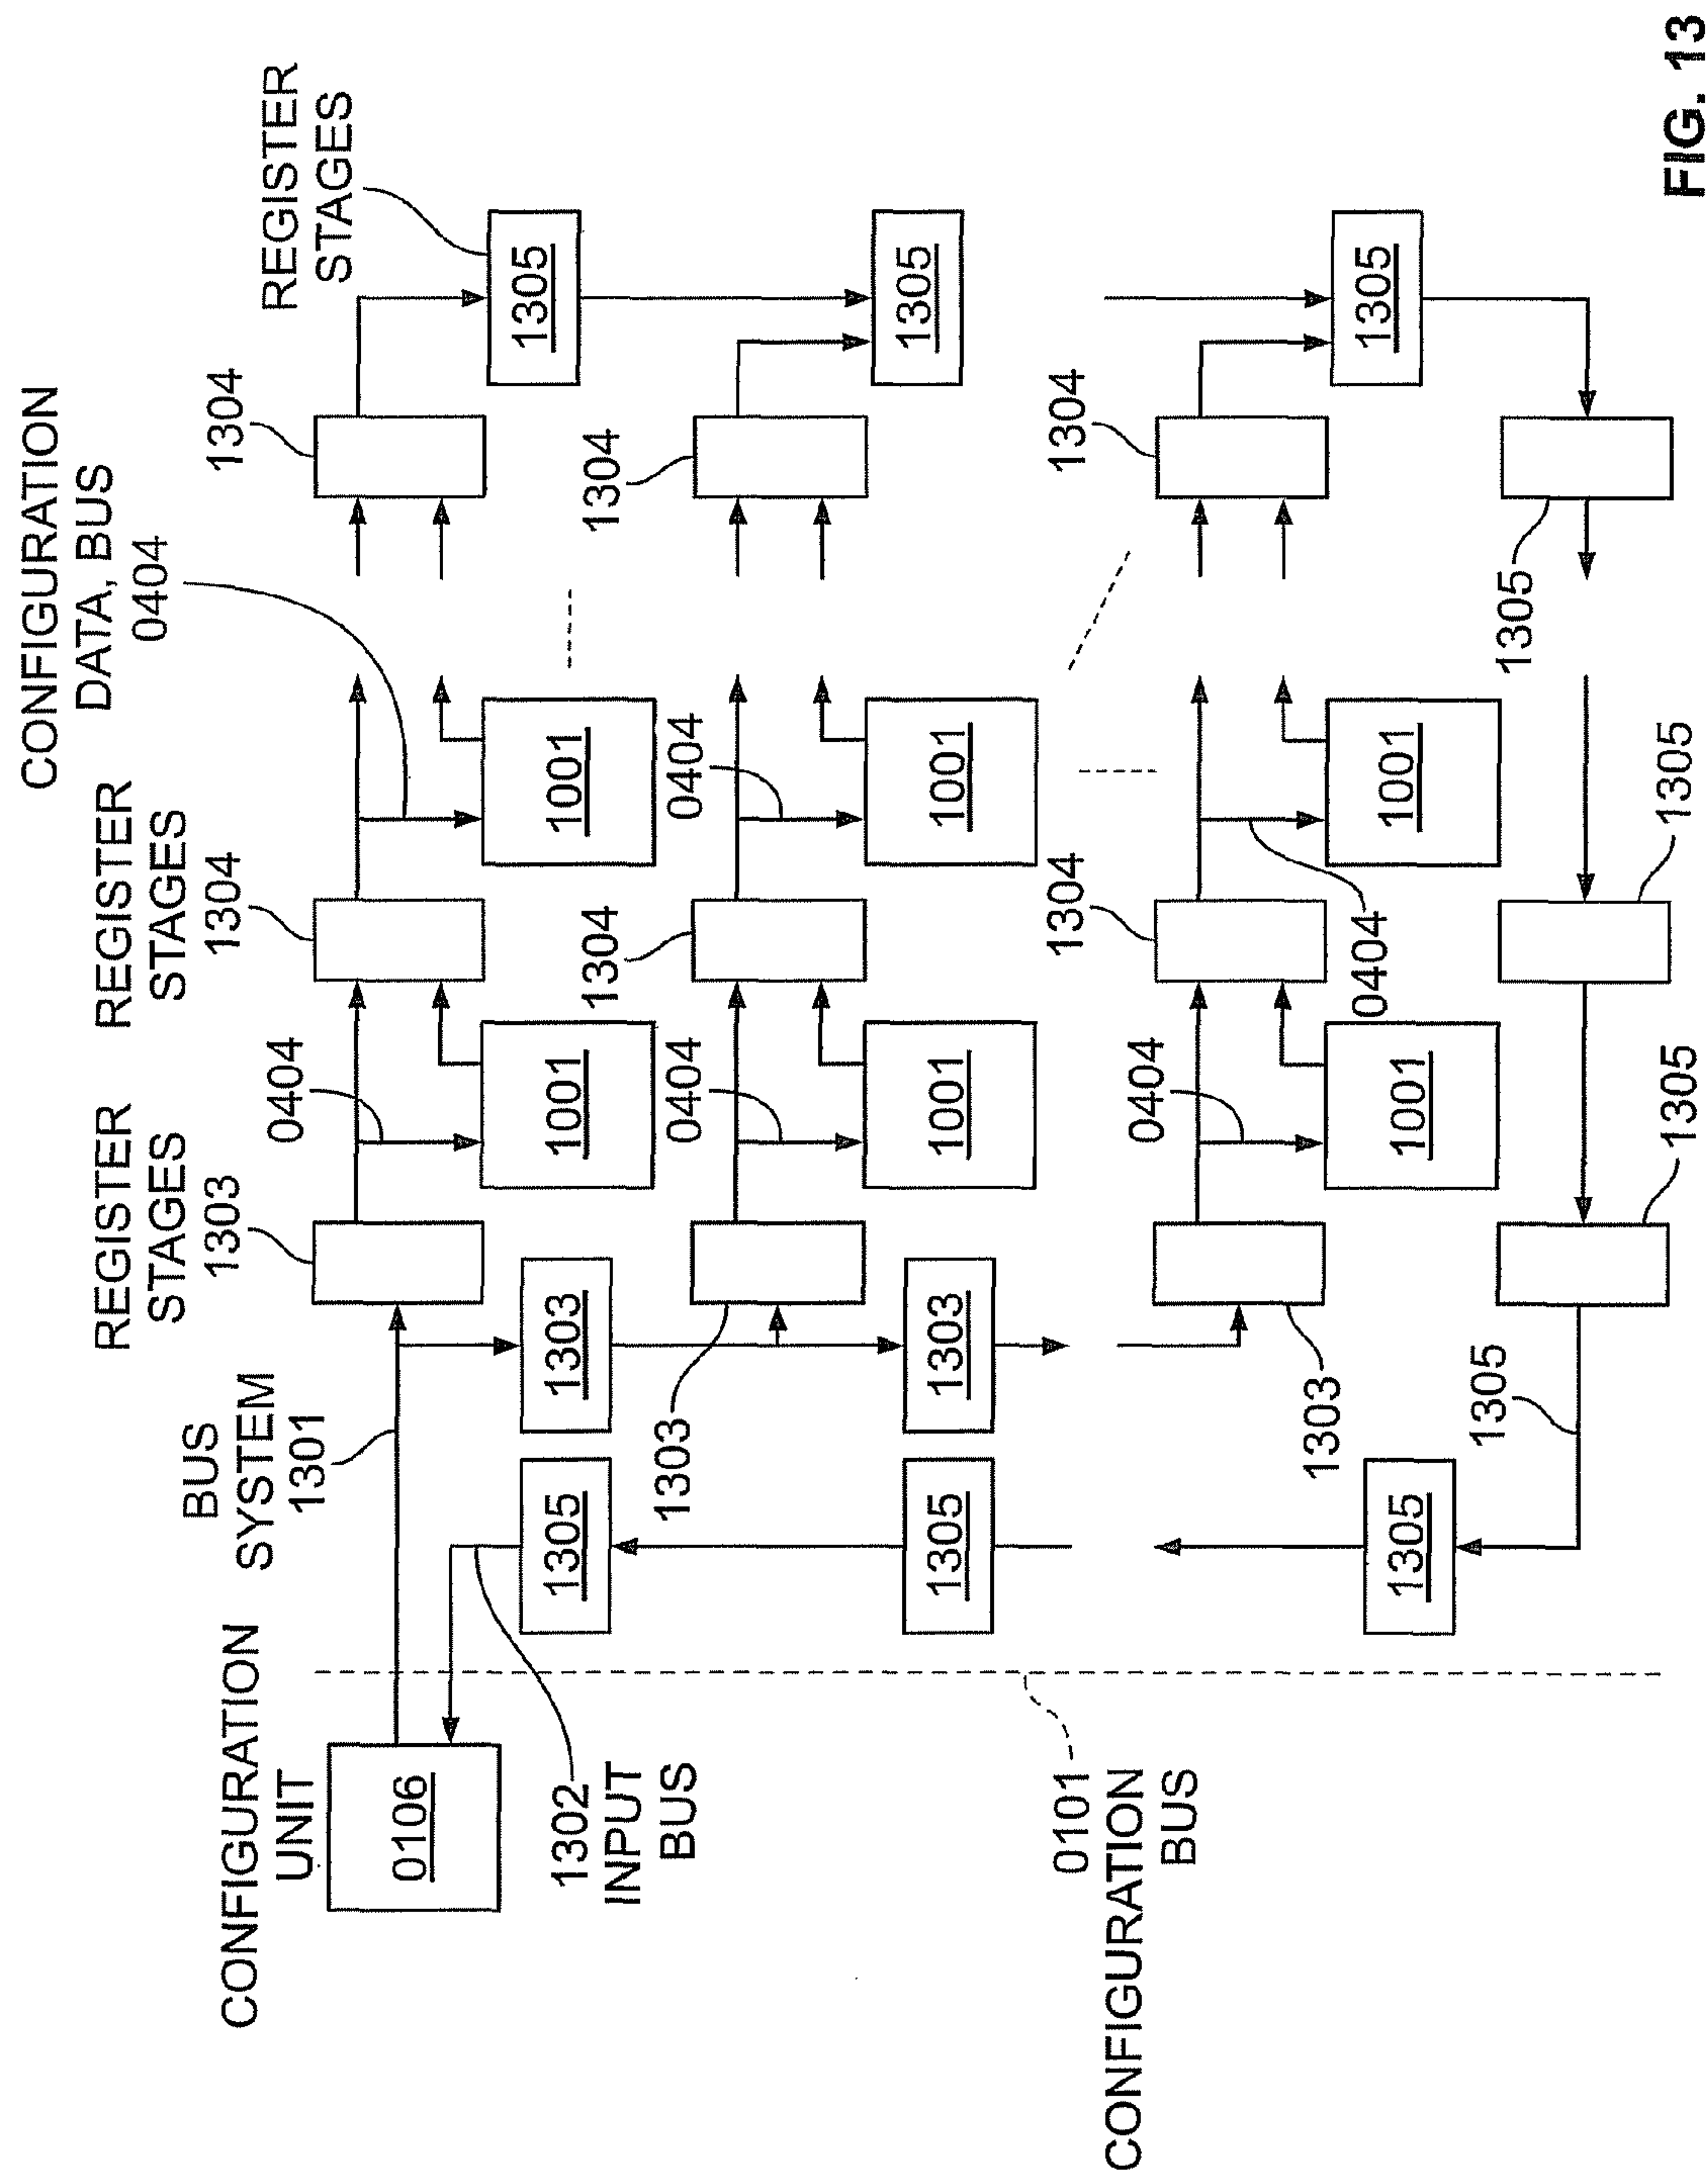 CONFIGURATION
DATA, BUS
0404
REGISTER
STAGES
1303
REGISTER
STAGES
1304
BUS
SYSTEM
1301
CONFIGURATION
UNIT
1304
REGISTER
STAGES
0404
0106
1305
1303
1001
1001
1305
1302
INPUT
BUS
1304
1304
1303
0404
0404
1305
1303
1001
1001
1305
0101
CONFIGURATION
BUS
1304
1304
0404
1303
0404
1305
1001
1001
1305
1305
1305
1305
1305
FIG. 13